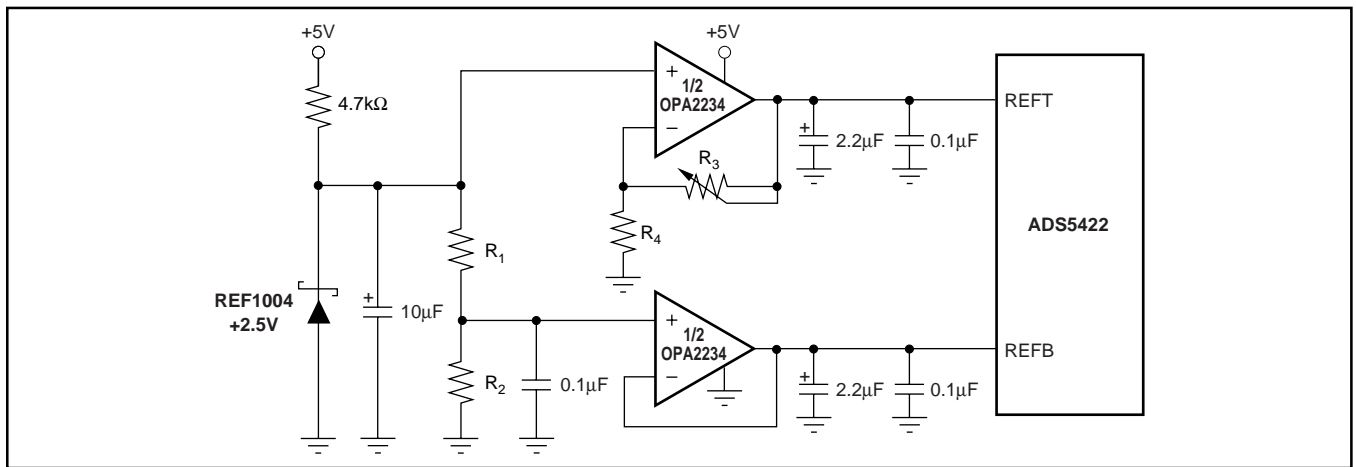 +5V
4.7kΩ
REF1004
+2.5V
10µF
+
R1
R2
0.1µF
+5V
+
1/2
OPA2234
–
R3
R4
+
2.2µF
0.1µF
REFT
ADS5422
+
1/2
OPA2234
–
+
2.2µF
0.1µF
REFB